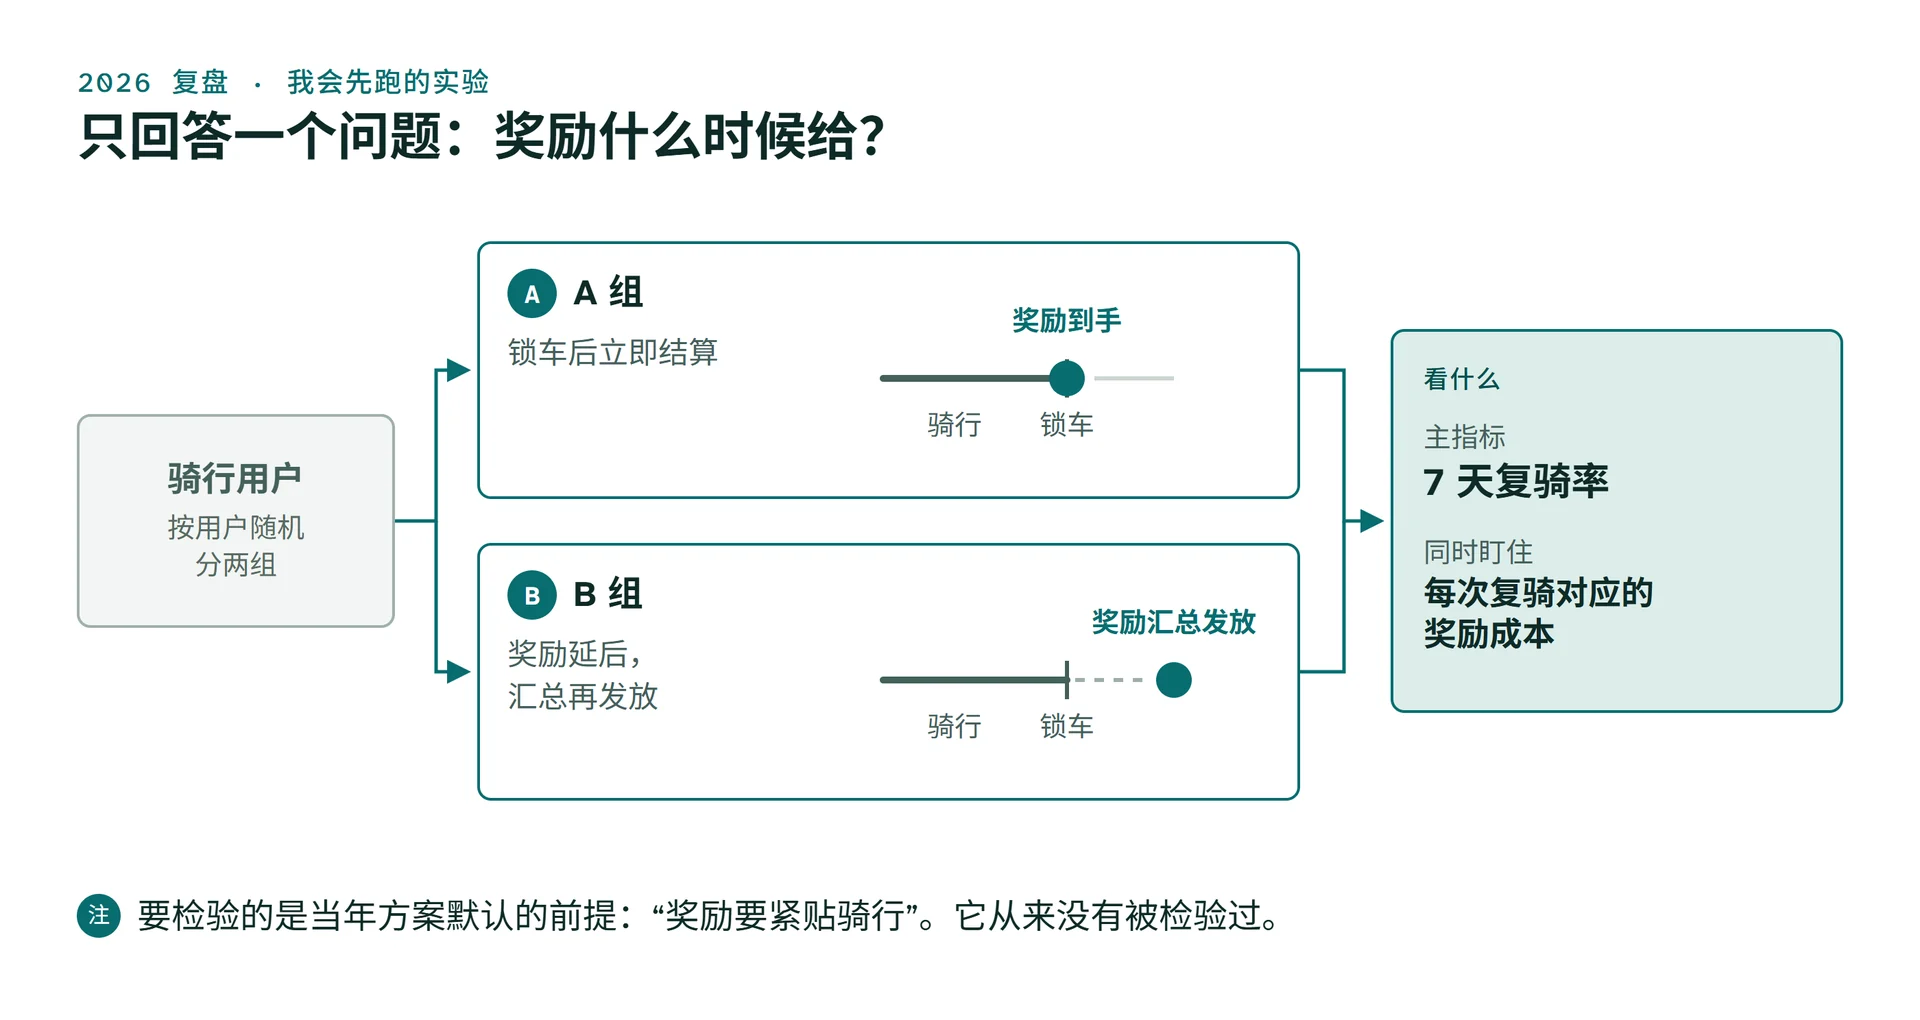 2026 复盘 · 我会先跑的实验
只回答一个问题：奖励什么时候给？
骑行用户
按用户随机
分两组
A
A 组
锁车后立即结算
奖励到手
骑行
锁车
B
B 组
奖励延后，
汇总再发放
奖励汇总发放
骑行
锁车
看什么
主指标
7 天复骑率
同时盯住
每次复骑对应的
奖励成本
注
要检验的是当年方案默认的前提：“奖励要紧贴骑行”。它从来没有被检验过。